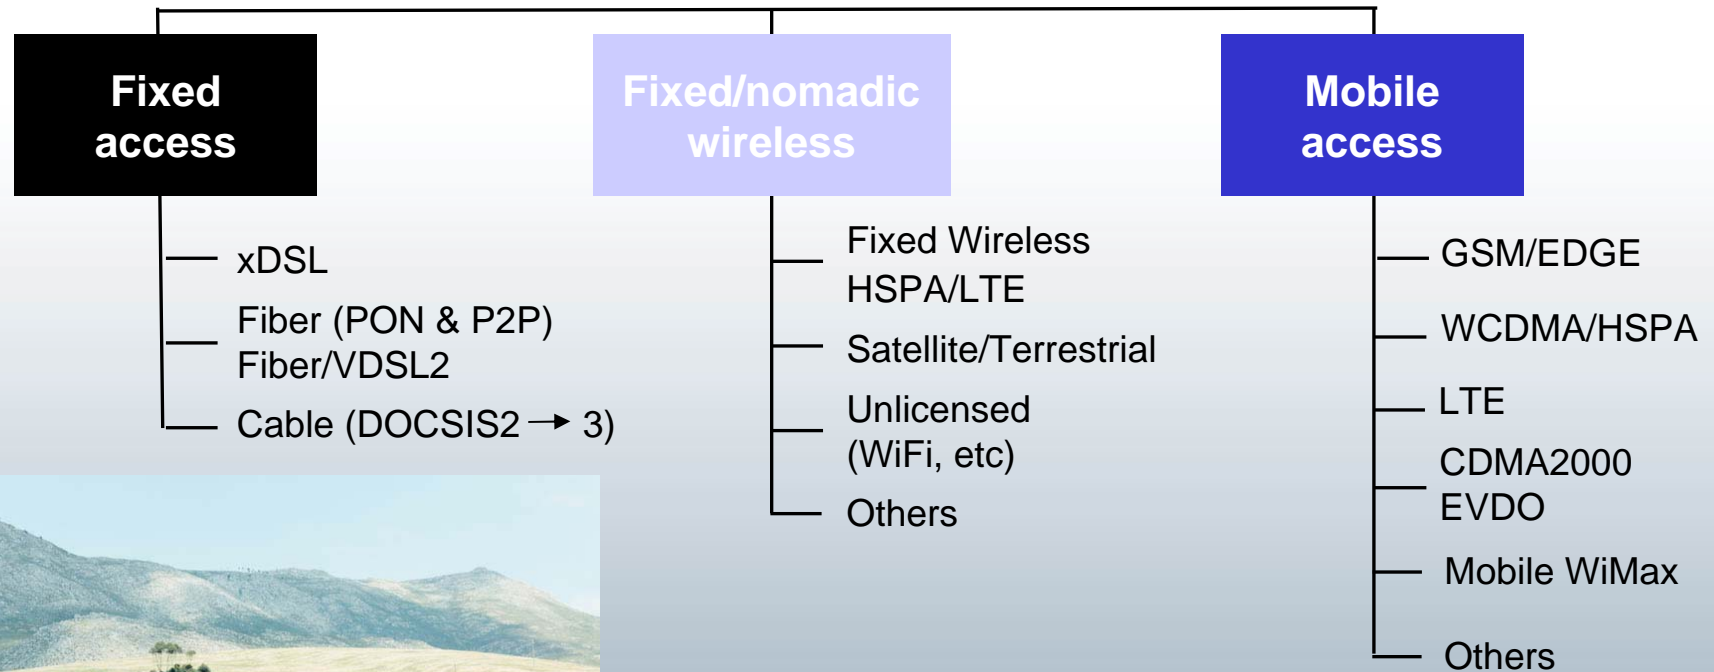 Fixed
access
xDSL
Fiber (PON & P2P)
Fiber/VDSL2
Cable (DOCSIS2 → 3)
Fixed/nomadic
wireless
Fixed Wireless
HSPA/LTE
Satellite/Terrestrial
Unlicensed
(WiFi, etc)
Others
Mobile
access
GSM/EDGE
WCDMA/HSPA
LTE
CDMA2000
EVDO
Mobile WiMax
Others